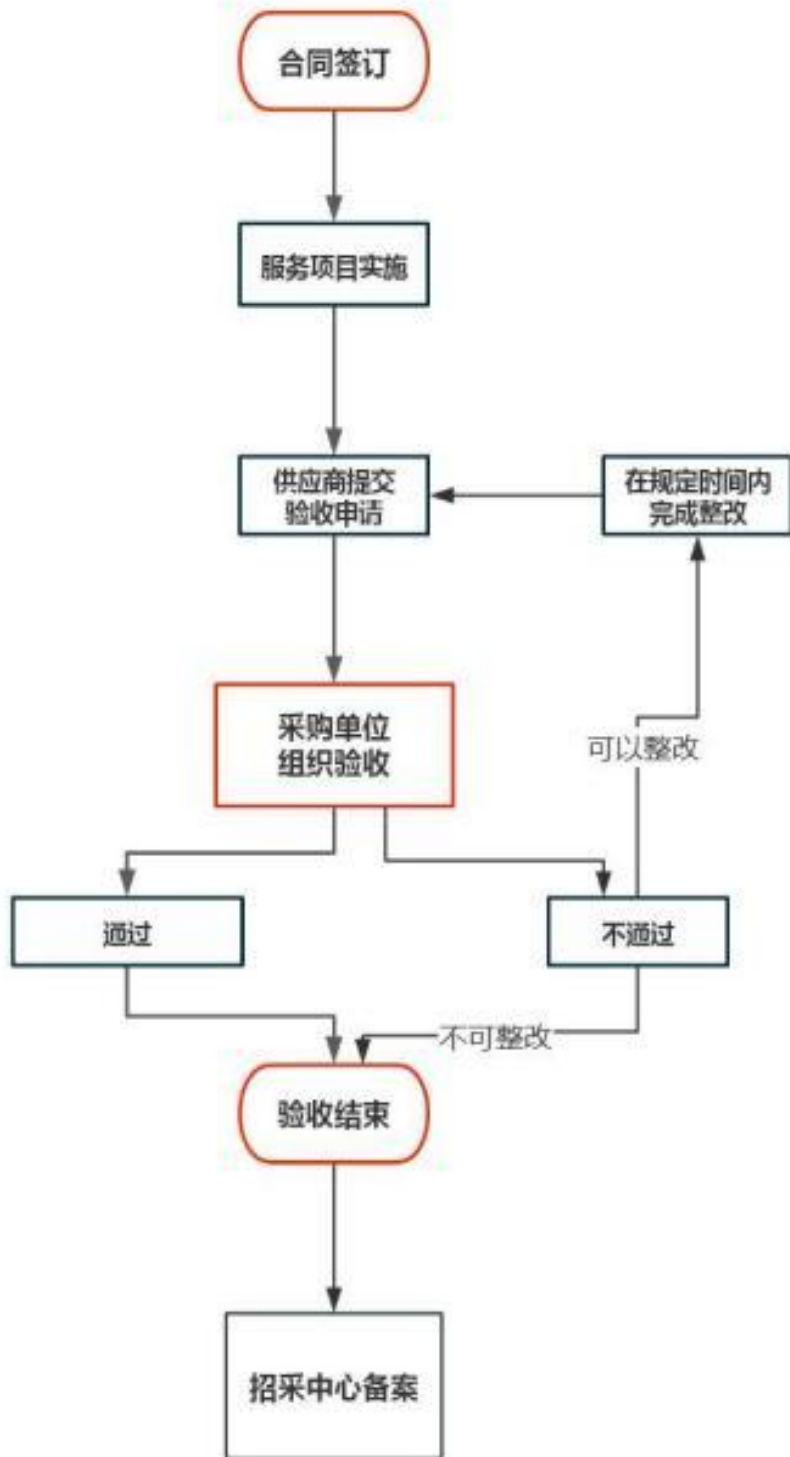 合同签订
服务项目实施
供应商提交
验收申请
在规定时间内
完成整改
采购单位
组织验收
可以整改
通过
不通过
不可整改
验收结束
招采中心备案